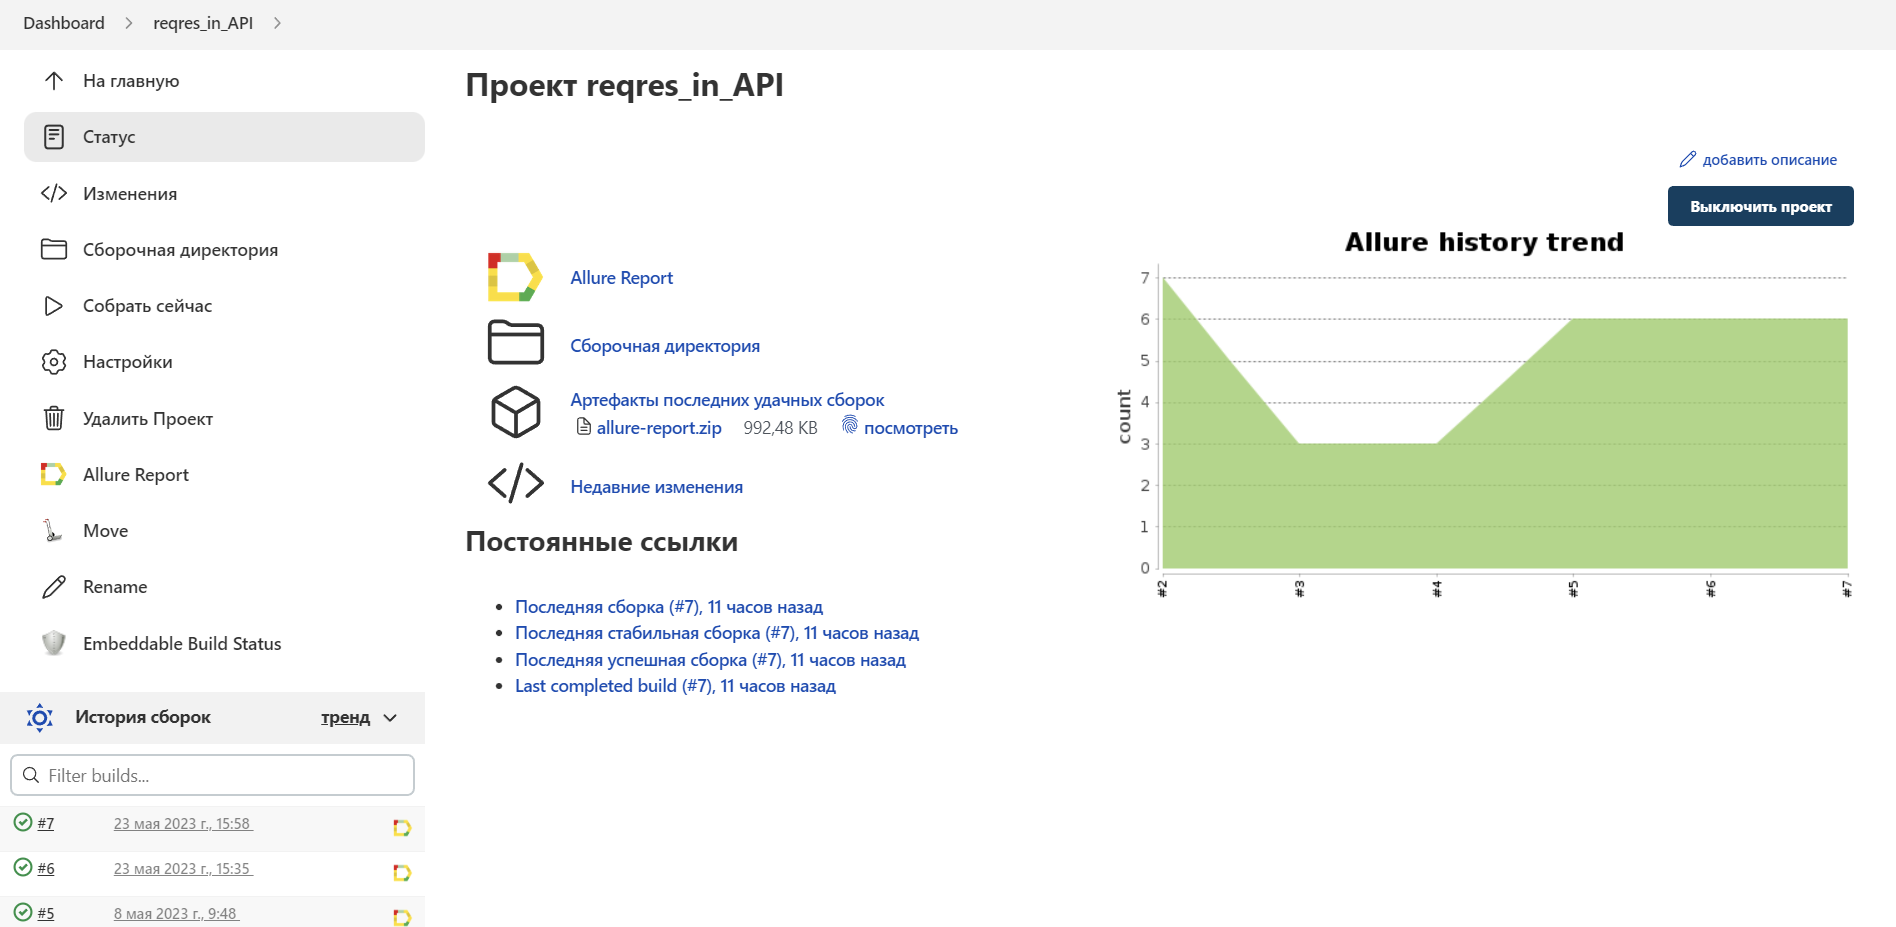 Dashboard
reqres_in_API
На главную
Статус
Изменения
Сборочная директория
Собрать сейчас
Настройки
Удалить Проект
Allure Report
Move
Rename
Embeddable Build Status
История сборок
тренд
Filter builds...
#7
23 мая 2023 г., 15:58
#6
23 мая 2023 г., 15:35
#5
8 мая 2023 г., 9:48
Проект reqres_in_API
добавить описание
Выключить проект
Allure Report
Сборочная директория
Артефакты последних удачных сборок
allure-report.zip 992,48 KB посмотреть
Недавние изменения
Постоянные ссылки
Последняя сборка (#7), 11 часов назад
Последняя стабильная сборка (#7), 11 часов назад
Последняя успешная сборка (#7), 11 часов назад
Last completed build (#7), 11 часов назад
Allure history trend
count
7
6
5
4
3
2
1
0
#2
#3
#4
#5
#6
#7